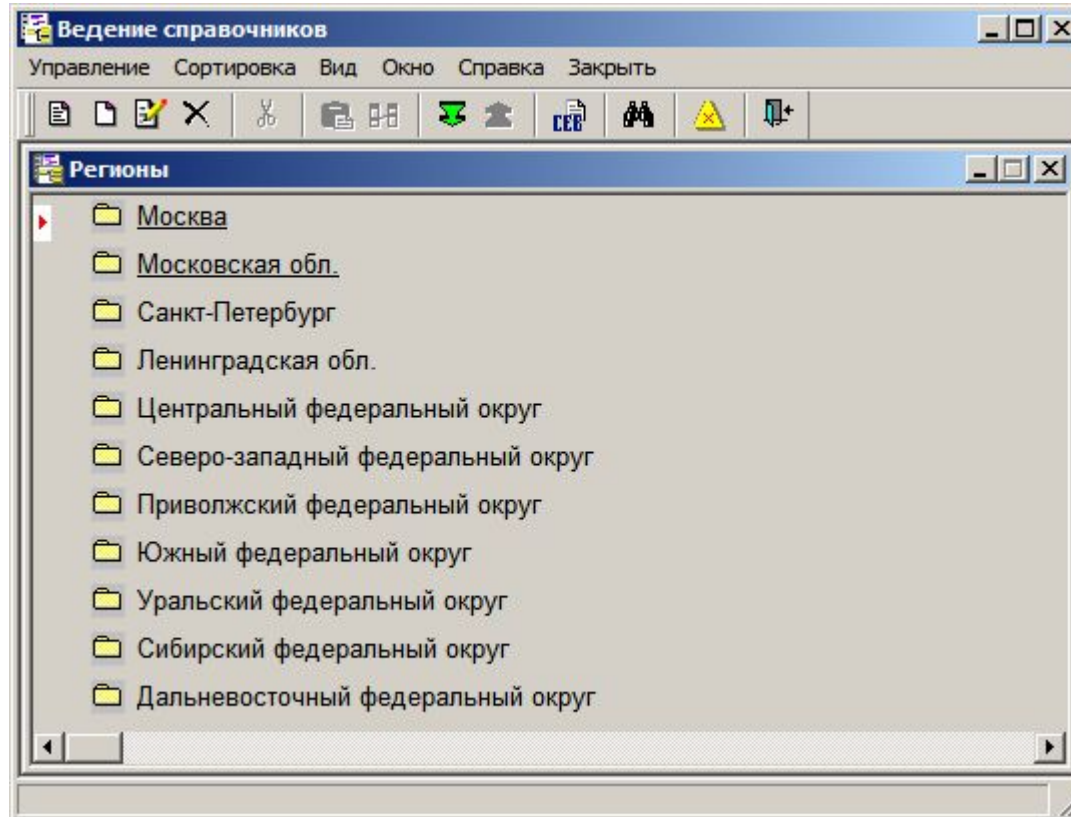 Ведение справочников
Управление Сортировка Вид Окно Справка Закрыть
СЕВ
Регионы
Москва
Московская обл.
Санкт-Петербург
Ленинградская обл.
Центральный федеральный округ
Северо-западный федеральный округ
Приволжский федеральный округ
Южный федеральный округ
Уральский федеральный округ
Сибирский федеральный округ
Дальневосточный федеральный округ